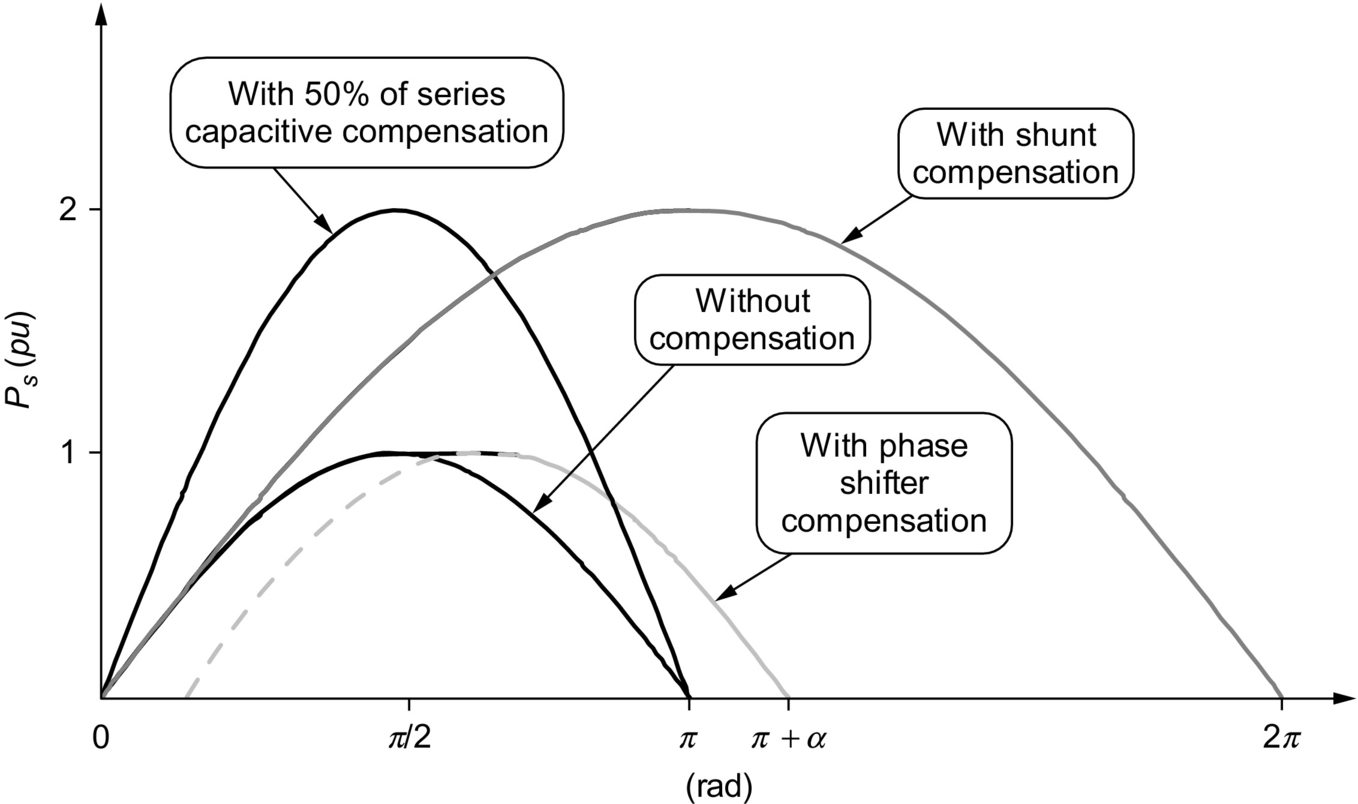 With 50% of series
capacitive compensation
With shunt
compensation
2
Without
compensation
P_s (pu)
1
With phase
shifter
compensation
0
π/2
π
π + α
2π
(rad)